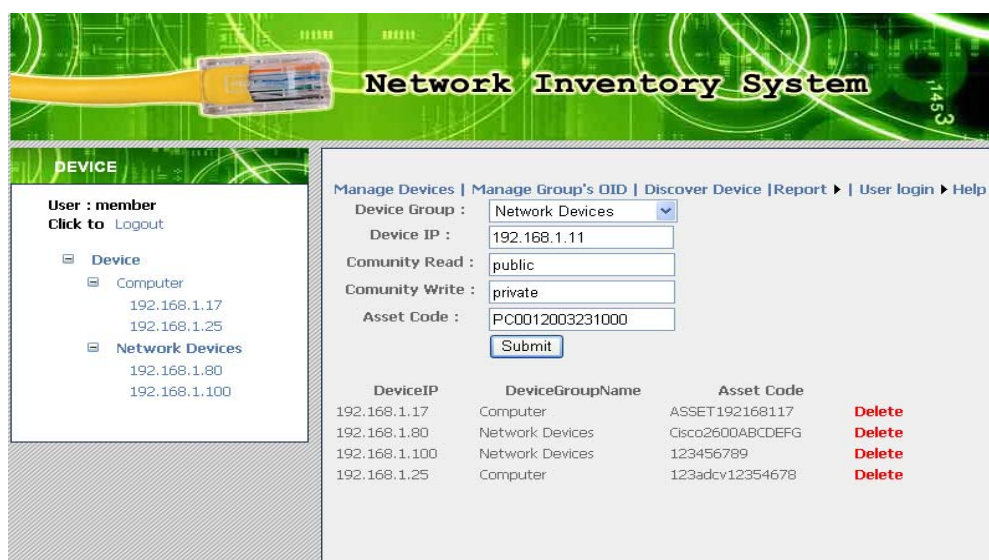 Network Inventory System
1453
DEVICE
User : member
Click to Logout
Device
Computer
192.168.1.17
192.168.1.25
Network Devices
192.168.1.80
192.168.1.100
Manage Devices | Manage Group's OID | Discover Device |Report | User login Help
Device Group : Network Devices
Device IP : 192.168.1.11
Comunity Read : public
Comunity Write : private
Asset Code : PC0012003231000
Submit
DeviceIP DeviceGroupName Asset Code
192.168.1.17 Computer ASSET192168117 Delete
192.168.1.80 Network Devices Cisco2600ABCDEFG Delete
192.168.1.100 Network Devices 123456789 Delete
192.168.1.25 Computer 123adcv12354678 Delete